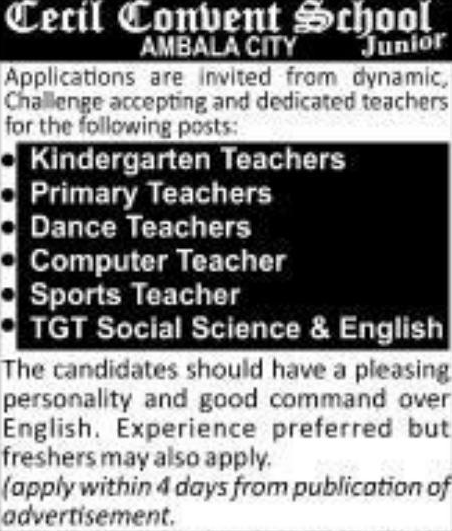 Cecil Convent School
AMBALA CITY Junior
Applications are invited from dynamic,
Challenge accepting and dedicated teachers
for the following posts:
• Kindergarten Teachers
• Primary Teachers
• Dance Teachers
• Computer Teacher
• Sports Teacher
• TGT Social Science & English
The candidates should have a pleasing
personality and good command over
English. Experience preferred but
freshers may also apply.
(apply within 4 days from publication of
advertisement.